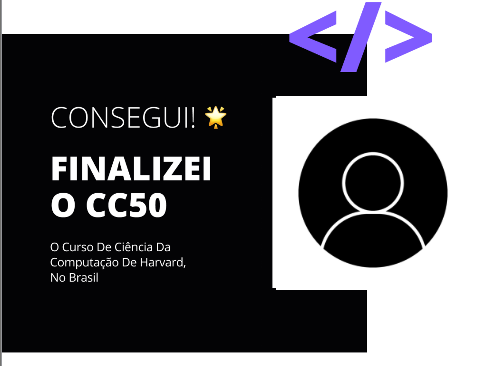 </>
CONSEGUI! 🌟
FINALIZEI
O CC50
O Curso De Ciência Da
Computação De Harvard,
No Brasil